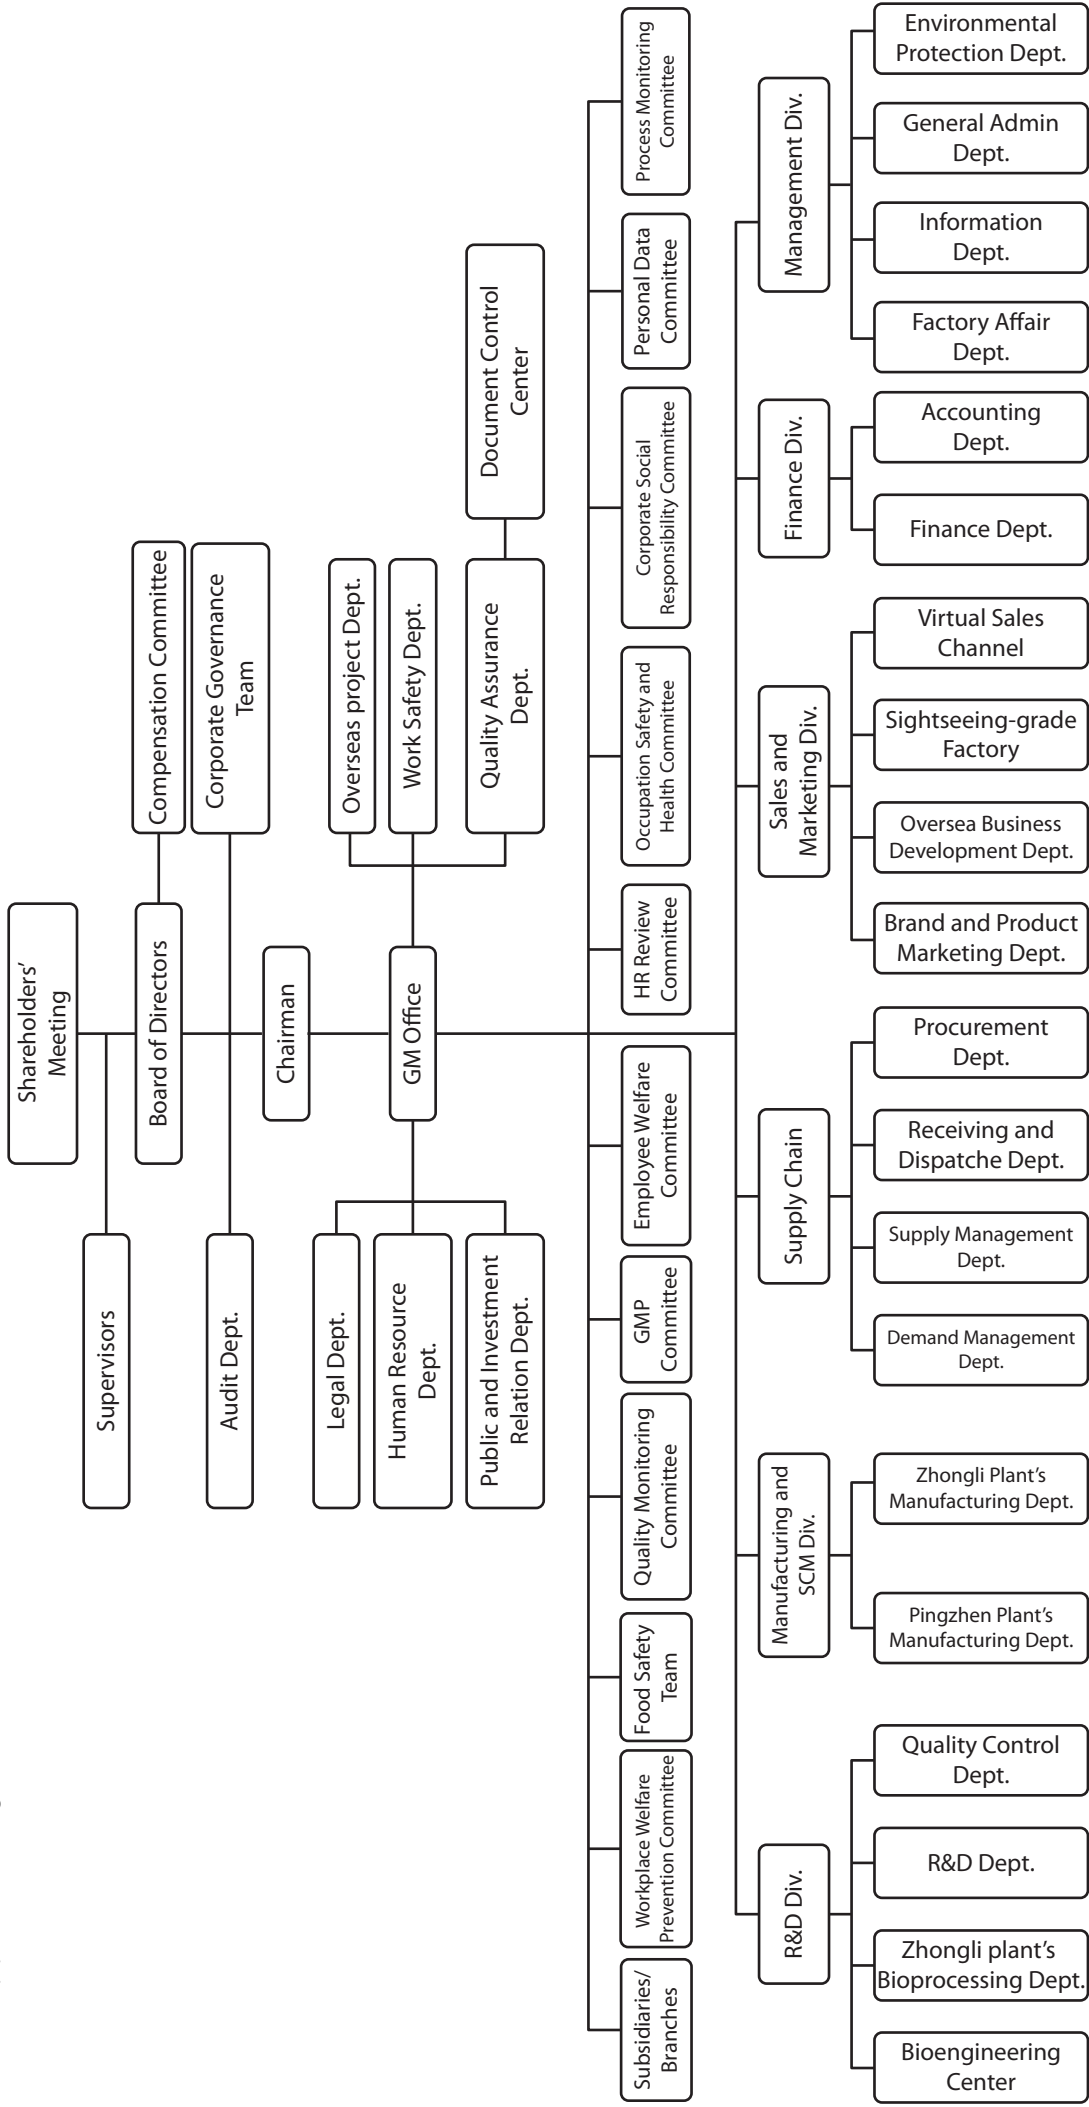 Shareholders'
Meeting
Supervisors
Board of Directors
Compensation Committee
Audit Dept.
Corporate Governance
Team
Chairman
GM Office
Legal Dept.
Human Resource
Dept.
Public and Investment
Relation Dept.
Overseas project Dept.
Work Safety Dept.
Quality Assurance
Dept.
Document Control
Center
Subsidiaries/
Branches
Workplace Welfare
Prevention Committee
Food Safety
Team
Quality Monitoring
Committee
GMP
Committee
Employee Welfare
Committee
HR Review
Committee
Occupation Safety and
Health Committee
Corporate Social
Responsibility Committee
Personal Data
Committee
Process Monitoring
Committee
R&D Div.
Manufacturing and
SCM Div.
Supply Chain
Sales and
Marketing Div.
Finance Div.
Management Div.
Bioengineering
Center
Zhongli plant's
Bioprocessing Dept.
R&D Dept.
Quality Control
Dept.
Pingzhen Plant's
Manufacturing Dept.
Zhongli Plant's
Manufacturing Dept.
Demand Management
Dept.
Supply Management
Dept.
Receiving and
Dispatche Dept.
Procurement
Dept.
Brand and Product
Marketing Dept.
Oversea Business
Development Dept.
Sightseeing-grade
Factory
Virtual Sales
Channel
Finance Dept.
Accounting
Dept.
Factory Affair
Dept.
Information
Dept.
General Admin
Dept.
Environmental
Protection Dept.